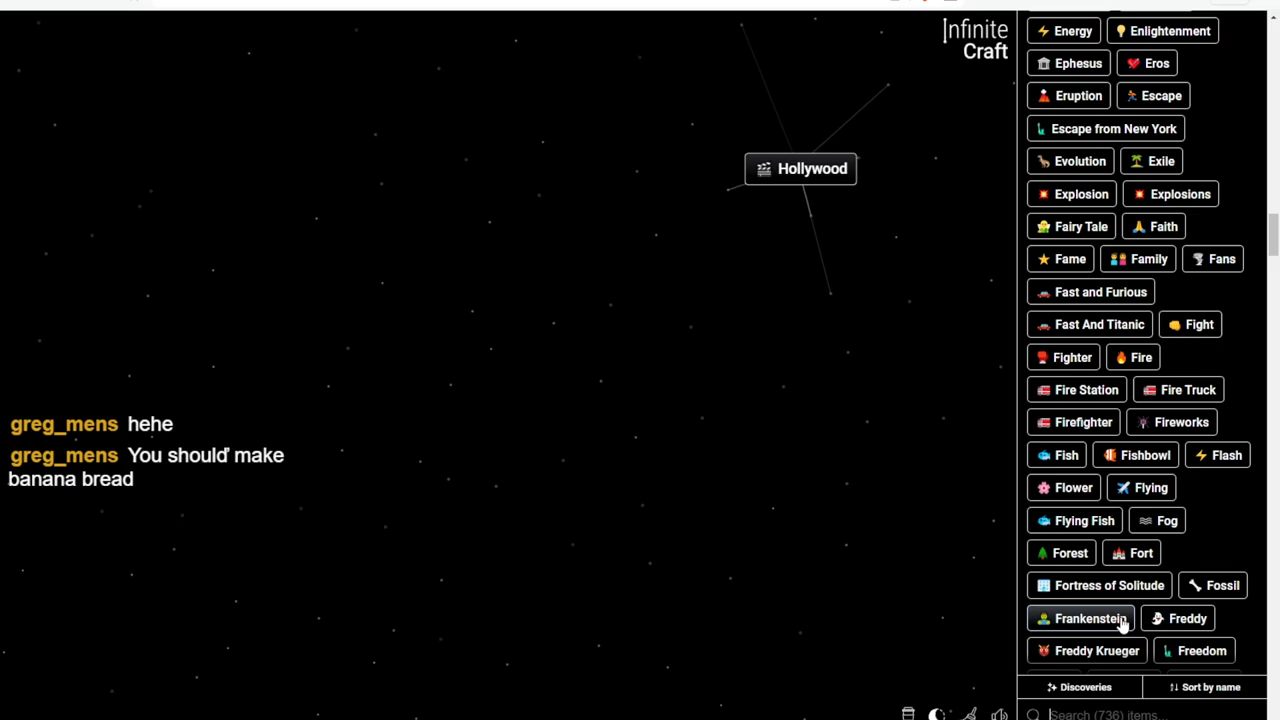 Infinite
Craft
Hollywood
greg_mens hehe
greg_mens You should make
banana bread
Energy Enlightenment
Ephesus Eros
Eruption Escape
Escape from New York
Evolution Exile
Explosion Explosions
Fairy Tale Faith
Fame Family Fans
Fast and Furious
Fast And Titanic Fight
Fighter Fire
Fire Station Fire Truck
Firefighter Fireworks
Fish Fishbowl Flash
Flower Flying
Flying Fish Fog
Forest Fort
Fortress of Solitude Fossil
Frankenstein Freddy
Freddy Krueger Freedom
Discoveries Sort by name
Search (736) items...